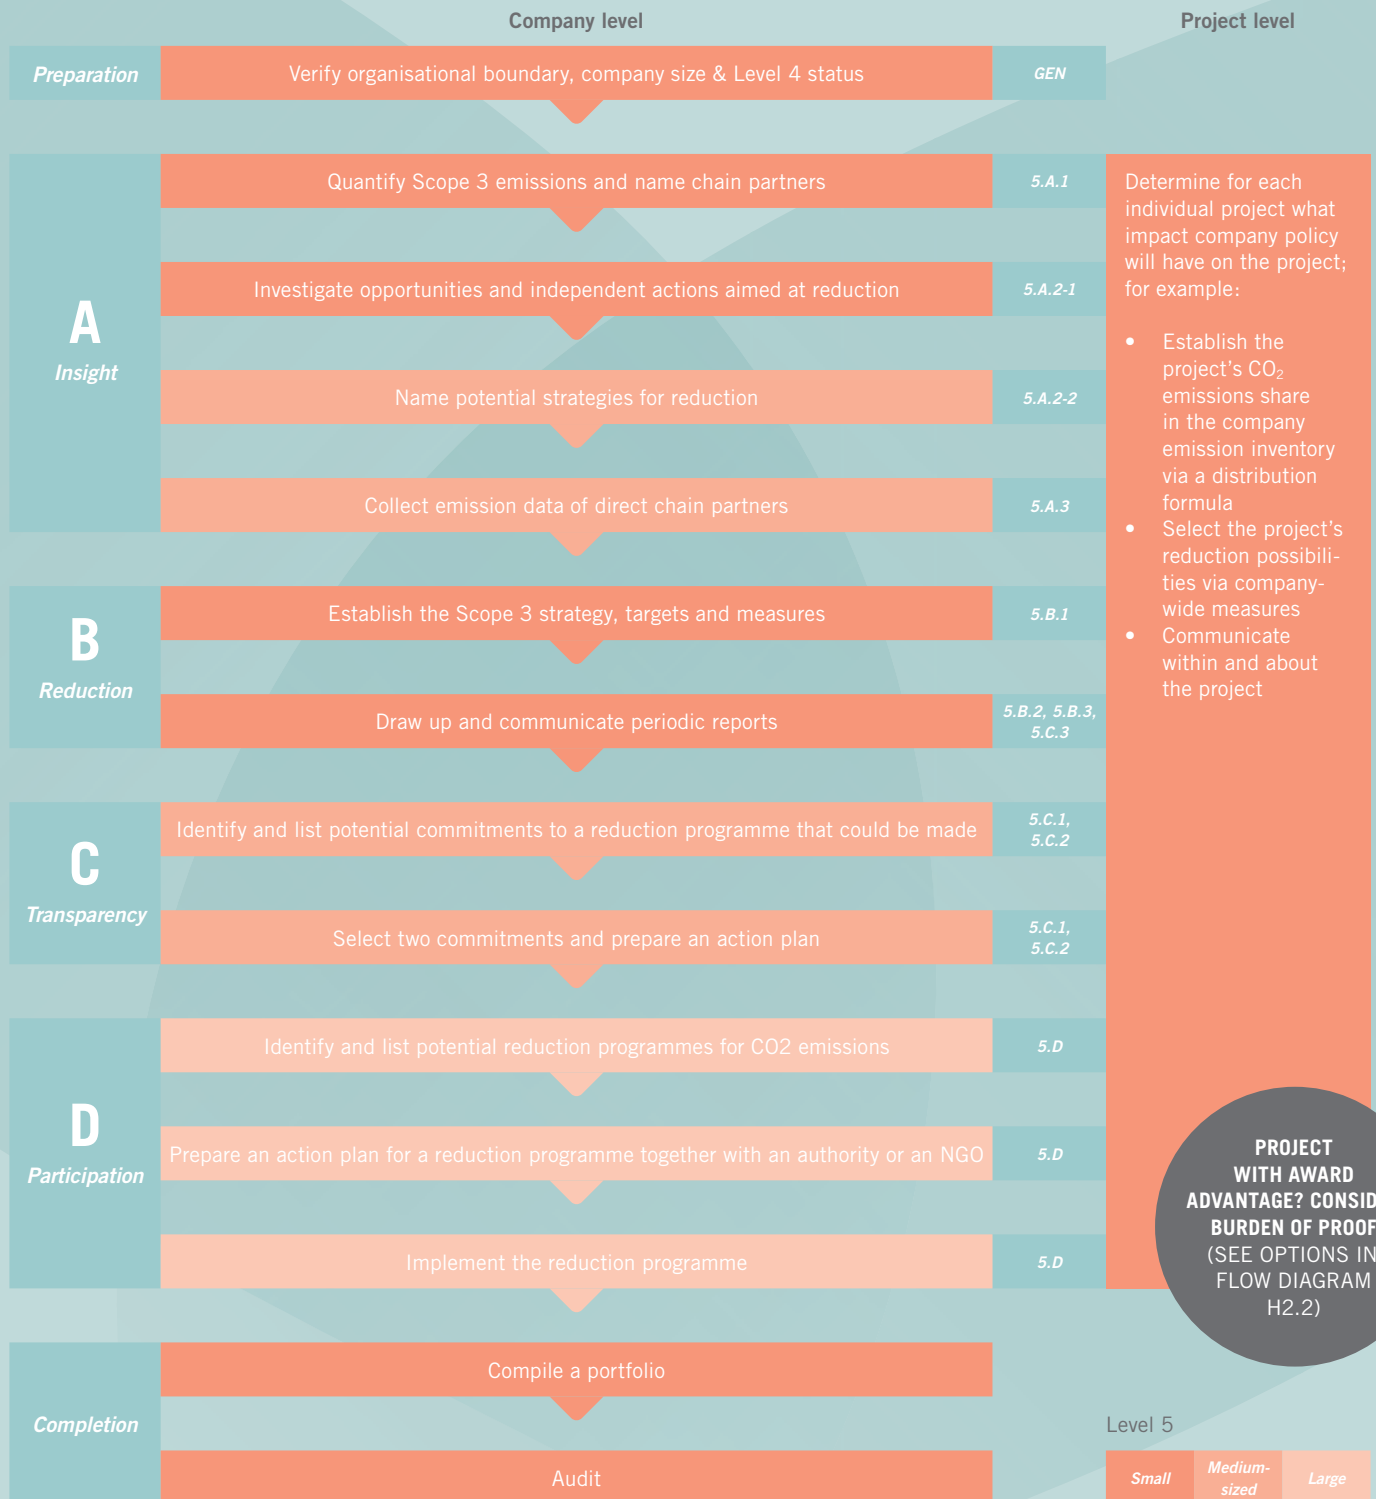 Company level
Project level
Preparation
Verify organisational boundary, company size & Level 4 status
GEN
A
Insight
Quantify Scope 3 emissions and name chain partners
5.A.1
Investigate opportunities and independent actions aimed at reduction
5.A.2-1
Name potential strategies for reduction
5.A.2-2
Collect emission data of direct chain partners
5.A.3
B
Reduction
Establish the Scope 3 strategy, targets and measures
5.B.1
Draw up and communicate periodic reports
5.B.2, 5.B.3,
5.C.3
C
Transparency
Identify and list potential commitments to a reduction programme that could be made
5.C.1,
5.C.2
Select two commitments and prepare an action plan
5.C.1,
5.C.2
D
Participation
Identify and list potential reduction programmes for CO2 emissions
5.D
Prepare an action plan for a reduction programme together with an authority or an NGO
5.D
Implement the reduction programme
5.D
Completion
Compile a portfolio
Audit
Determine for each
individual project what
impact company policy
will have on the project;
for example:
• Establish the
project's CO₂
emissions share
in the company
emission inventory
via a distribution
formula
• Select the project's
reduction possibili-
ties via company-
wide measures
• Communicate
within and about
the project
PROJECT
WITH AWARD
ADVANTAGE? CONSID
BURDEN OF PROOF
(SEE OPTIONS IN
FLOW DIAGRAM
H2.2)
Level 5
Small
Medium-
sized
Large